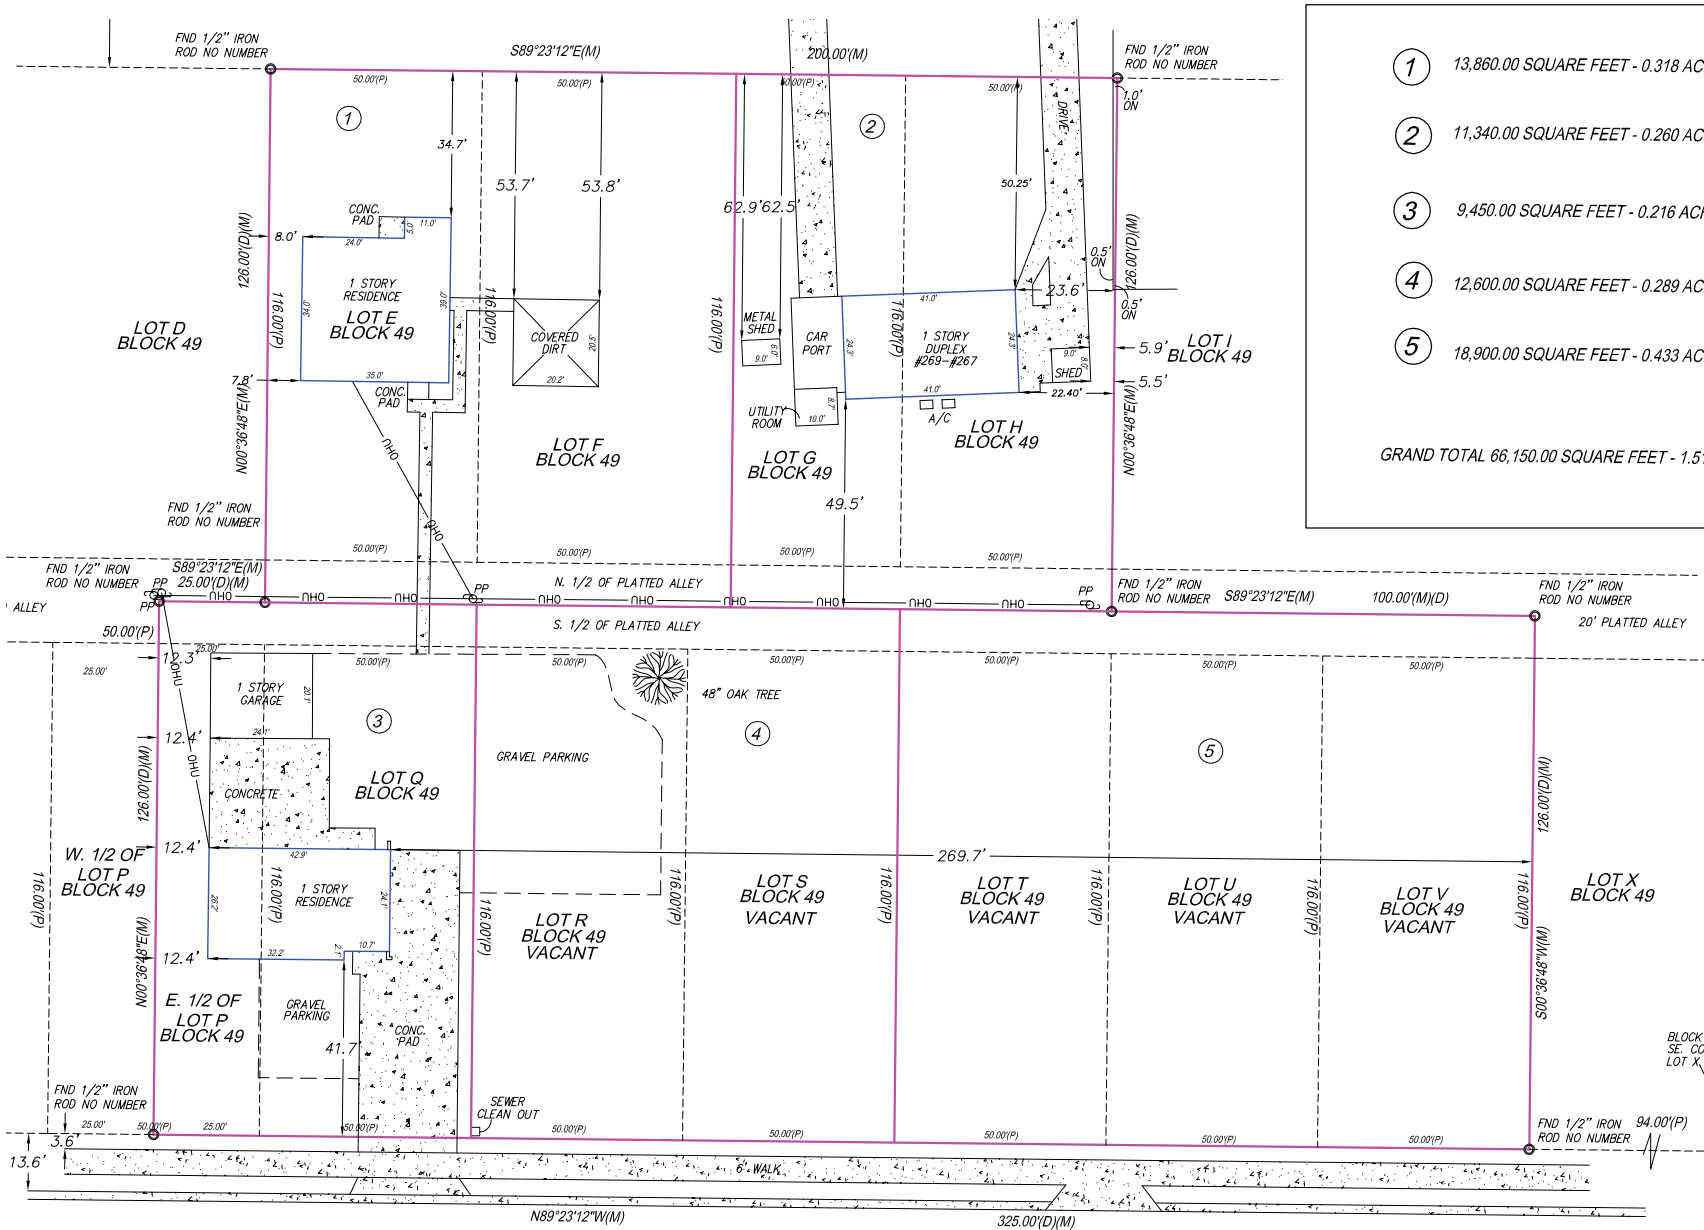 FND 1/2" IRON
ROD NO NUMBER
S89°23'12"E(M)
200.00'(M)
FND 1/2" IRON
ROD NO NUMBER
50.00'(P)
50.00'(P)
50.00'(P)
50.00'(P)
1.0'
ON
1
2
DRIVE
34.7'
53.7'
53.8'
62.9'
62.5'
50.25'
CONC.
PAD
11.0'
5.0'
24.0'
8.0'
126.00'(D)(M)
126.00'(D)(M)
0.5'
ON
0.5'
ON
1 STORY
RESIDENCE
LOT E
BLOCK 49
34.0'
39.0'
35.0'
116.00'(P)
116.00'(P)
116.00'(P)
116.00'(P)
LOT D
BLOCK 49
7.8'
COVERED
DIRT
20.5'
20.2'
METAL
SHED
9.0'
6.0'
CAR
PORT
24.3'
41.0'
1 STORY
DUPLEX
#269-#267
24.3'
41.0'
23.6'
9.0'
8.0'
SHED
22.40'
5.9'
5.5'
LOT I
BLOCK 49
CONC.
PAD
UTILITY
ROOM
10.0'
8.7'
A/C
LOT F
BLOCK 49
LOT G
BLOCK 49
LOT H
BLOCK 49
N00°36'48"E(M)
N00°36'48"E(M)
OHU
OHU
49.5'
FND 1/2" IRON
ROD NO NUMBER
50.00'(P)
50.00'(P)
50.00'(P)
50.00'(P)
1
13,860.00 SQUARE FEET - 0.318 AC
2
11,340.00 SQUARE FEET - 0.260 AC
3
9,450.00 SQUARE FEET - 0.216 ACR
4
12,600.00 SQUARE FEET - 0.289 AC
5
18,900.00 SQUARE FEET - 0.433 AC
GRAND TOTAL 66,150.00 SQUARE FEET - 1.51
FND 1/2" IRON
ROD NO NUMBER
S89°23'12"E(M)
25.00'(D)(M)
PP
PP
PP
PP
N. 1/2 OF PLATTED ALLEY
S. 1/2 OF PLATTED ALLEY
OHU
OHU
OHU
OHU
OHU
OHU
OHU
OHU
ALLEY
FND 1/2" IRON
ROD NO NUMBER
S89°23'12"E(M)
100.00'(M)(D)
FND 1/2" IRON
ROD NO NUMBER
20' PLATTED ALLEY
50.00'(P)
25.00'
25.00'
50.00'(P)
50.00'(P)
50.00'(P)
50.00'(P)
50.00'(P)
50.00'(P)
12.3'
OHU
OHU
1 STORY
GARAGE
20.1'
24.1'
12.4'
3
4
5
48" OAK TREE
GRAVEL PARKING
CONCRETE
LOT Q
BLOCK 49
126.00'(D)(M)
126.00'(D)(M)
12.4'
42.9'
269.7'
W. 1/2 OF
LOT P
BLOCK 49
1 STORY
RESIDENCE
26.2'
24.1'
32.2'
2.1'
10.7'
12.4'
116.00'(P)
116.00'(P)
116.00'(P)
116.00'(P)
116.00'(P)
116.00'(P)
116.00'(P)
116.00'(P)
LOT R
BLOCK 49
VACANT
LOT S
BLOCK 49
VACANT
LOT T
BLOCK 49
VACANT
LOT U
BLOCK 49
VACANT
LOT V
BLOCK 49
VACANT
LOT X
BLOCK 49
N00°36'48"E(M)
S00°36'48"W(M)
E. 1/2 OF
LOT P
BLOCK 49
GRAVEL
PARKING
41.7'
CONC.
PAD
BLOCK
SE. CO
LOT X
FND 1/2" IRON
ROD NO NUMBER
SEWER
CLEAN OUT
25.00'
50.00'(P)
25.00'
50.00'(P)
50.00'(P)
50.00'(P)
50.00'(P)
50.00'(P)
50.00'(P)
FND 1/2" IRON
ROD NO NUMBER
94.00'(P)
3.6'
13.6'
6' WALK
N89°23'12"W(M)
325.00'(D)(M)